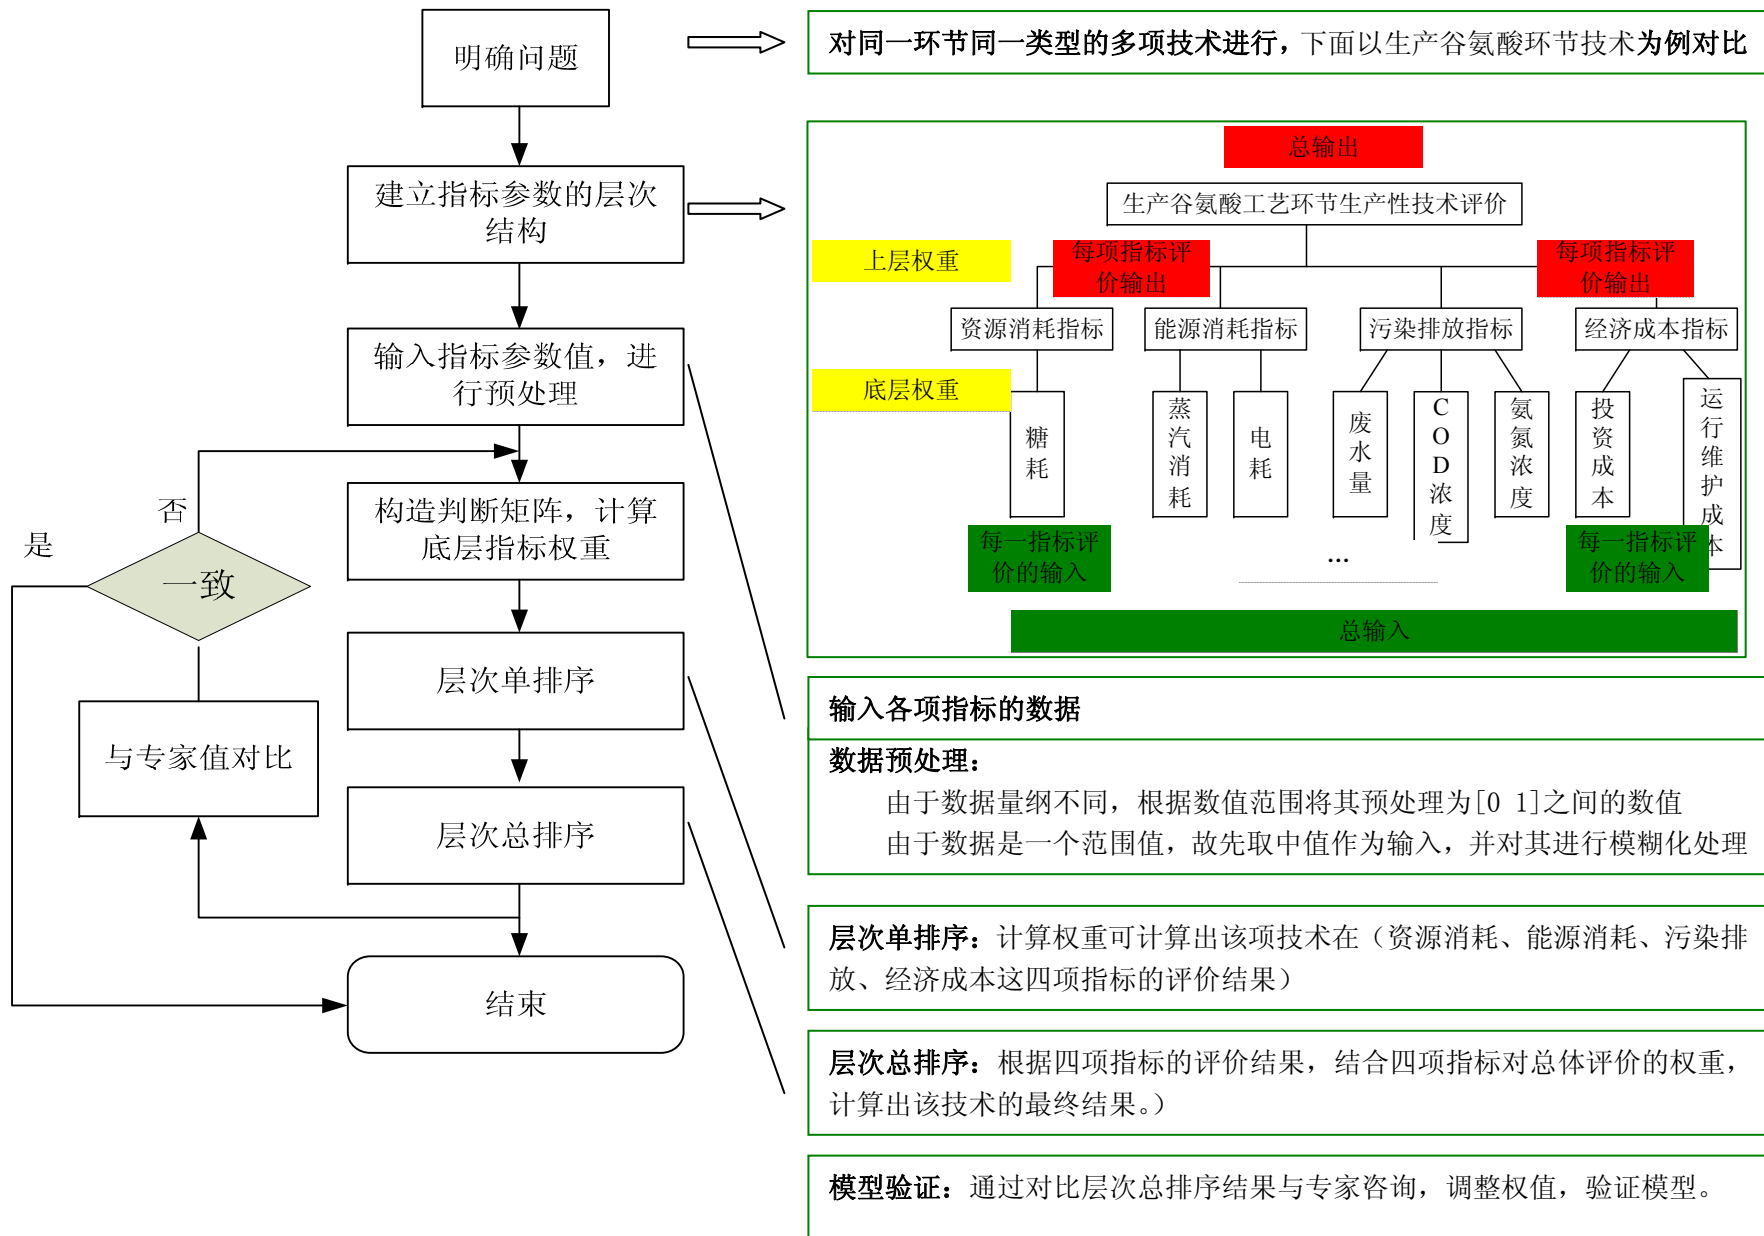 明确问题
建立指标参数的层次
结构
输入指标参数值，进
行预处理
否
是
一致
构造判断矩阵，计算
底层指标权重
层次单排序
与专家值对比
层次总排序
结束
对同一环节同一类型的多项技术进行，下面以生产谷氨酸环节技术为例对比
总输出
生产谷氨酸工艺环节生产性技术评价
上层权重
每项指标评
价输出
每项指标评
价输出
资源消耗指标
能源消耗指标
污染排放指标
经济成本指标
底层权重
糖耗
蒸汽消耗
电耗
废水量
COD浓度
氨氮浓度
投资成本
运行维护成本
每一指标评
价的输入
...
每一指标评
价的输入
总输入
输入各项指标的数据
数据预处理：
由于数据量纲不同，根据数值范围将其预处理为[0 1]之间的数值
由于数据是一个范围值，故先取中值作为输入，并对其进行模糊化处理
层次单排序：计算权重可计算出该项技术在（资源消耗、能源消耗、污染排
放、经济成本这四项指标的评价结果）
层次总排序：根据四项指标的评价结果，结合四项指标对总体评价的权重，
计算出该技术的最终结果。）
模型验证：通过对比层次总排序结果与专家咨询，调整权值，验证模型。